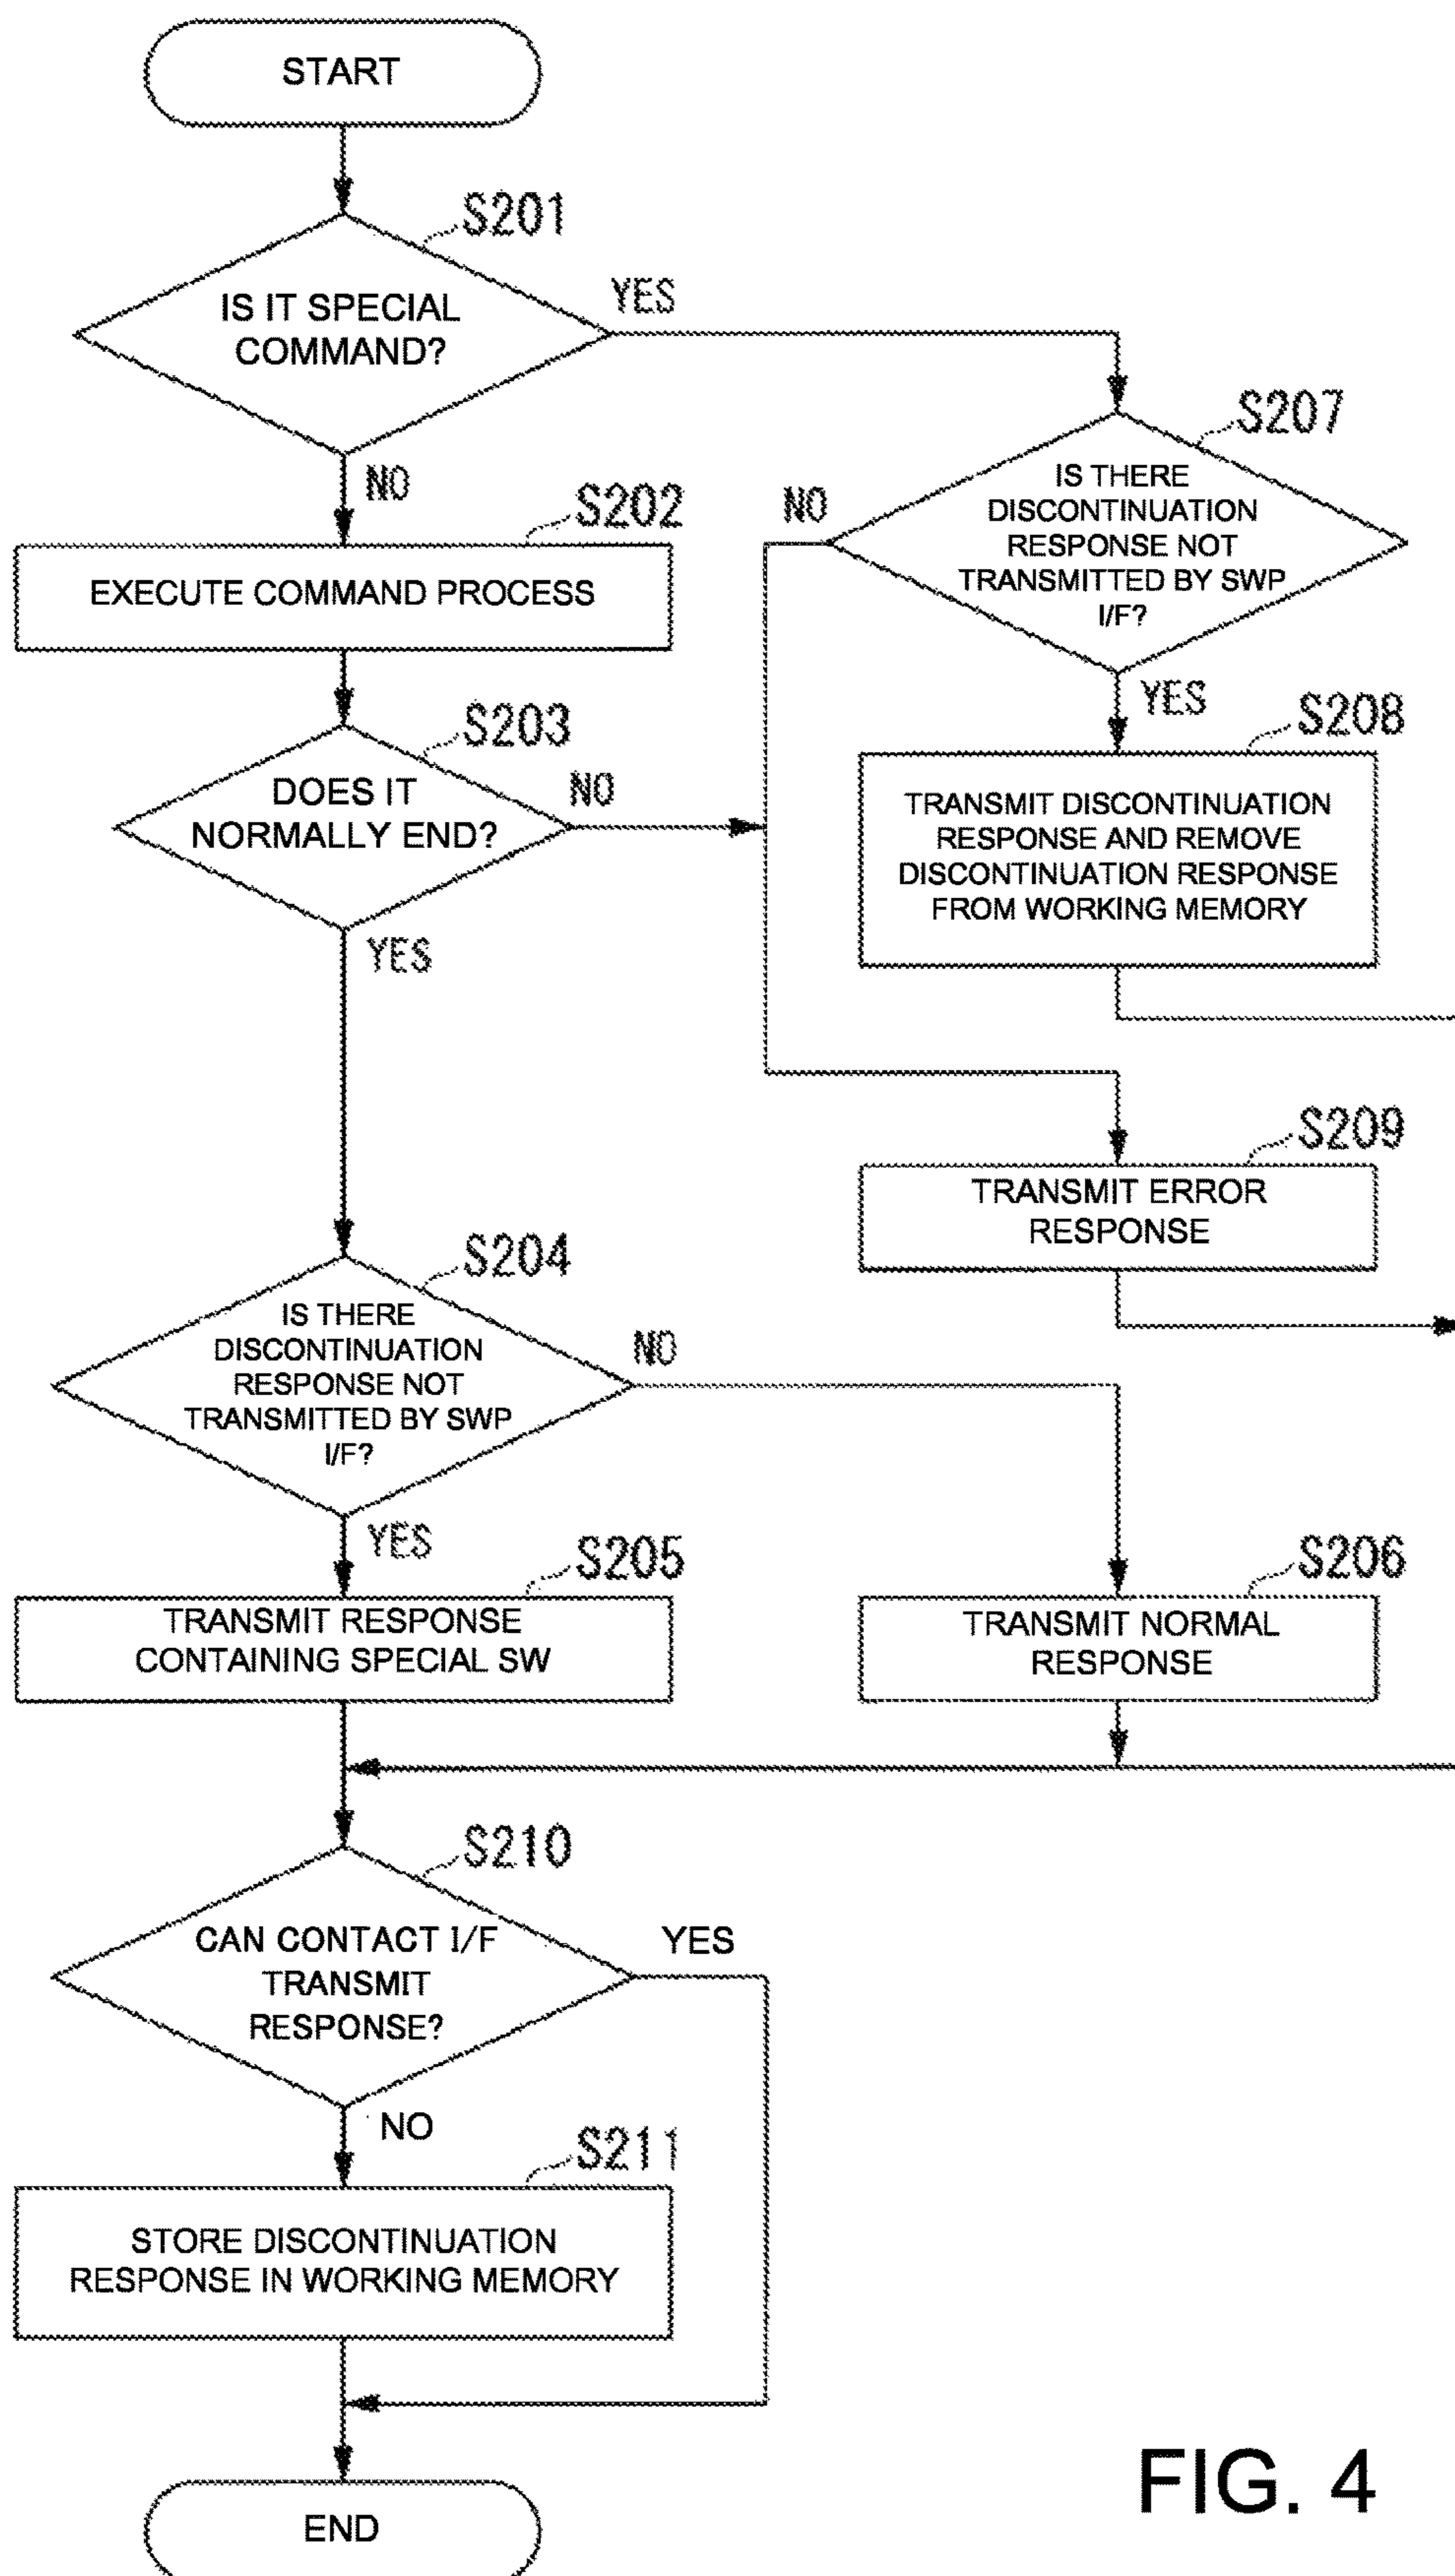 START
S201
IS IT SPECIAL
COMMAND?
YES
NO
S207
IS THERE
DISCONTINUATION
RESPONSE NOT
TRANSMITTED BY SWP
I/F?
NO
YES
S202
EXECUTE COMMAND PROCESS
S203
DOES IT
NORMALLY END?
NO
YES
S208
TRANSMIT DISCONTINUATION
RESPONSE AND REMOVE
DISCONTINUATION RESPONSE
FROM WORKING MEMORY
S209
TRANSMIT ERROR
RESPONSE
S204
IS THERE
DISCONTINUATION
RESPONSE NOT
TRANSMITTED BY SWP
I/F?
NO
YES
S205
TRANSMIT RESPONSE
CONTAINING SPECIAL SW
S206
TRANSMIT NORMAL
RESPONSE
S210
CAN CONTACT I/F
TRANSMIT
RESPONSE?
YES
NO
S211
STORE DISCONTINUATION
RESPONSE IN WORKING MEMORY
END
FIG. 4